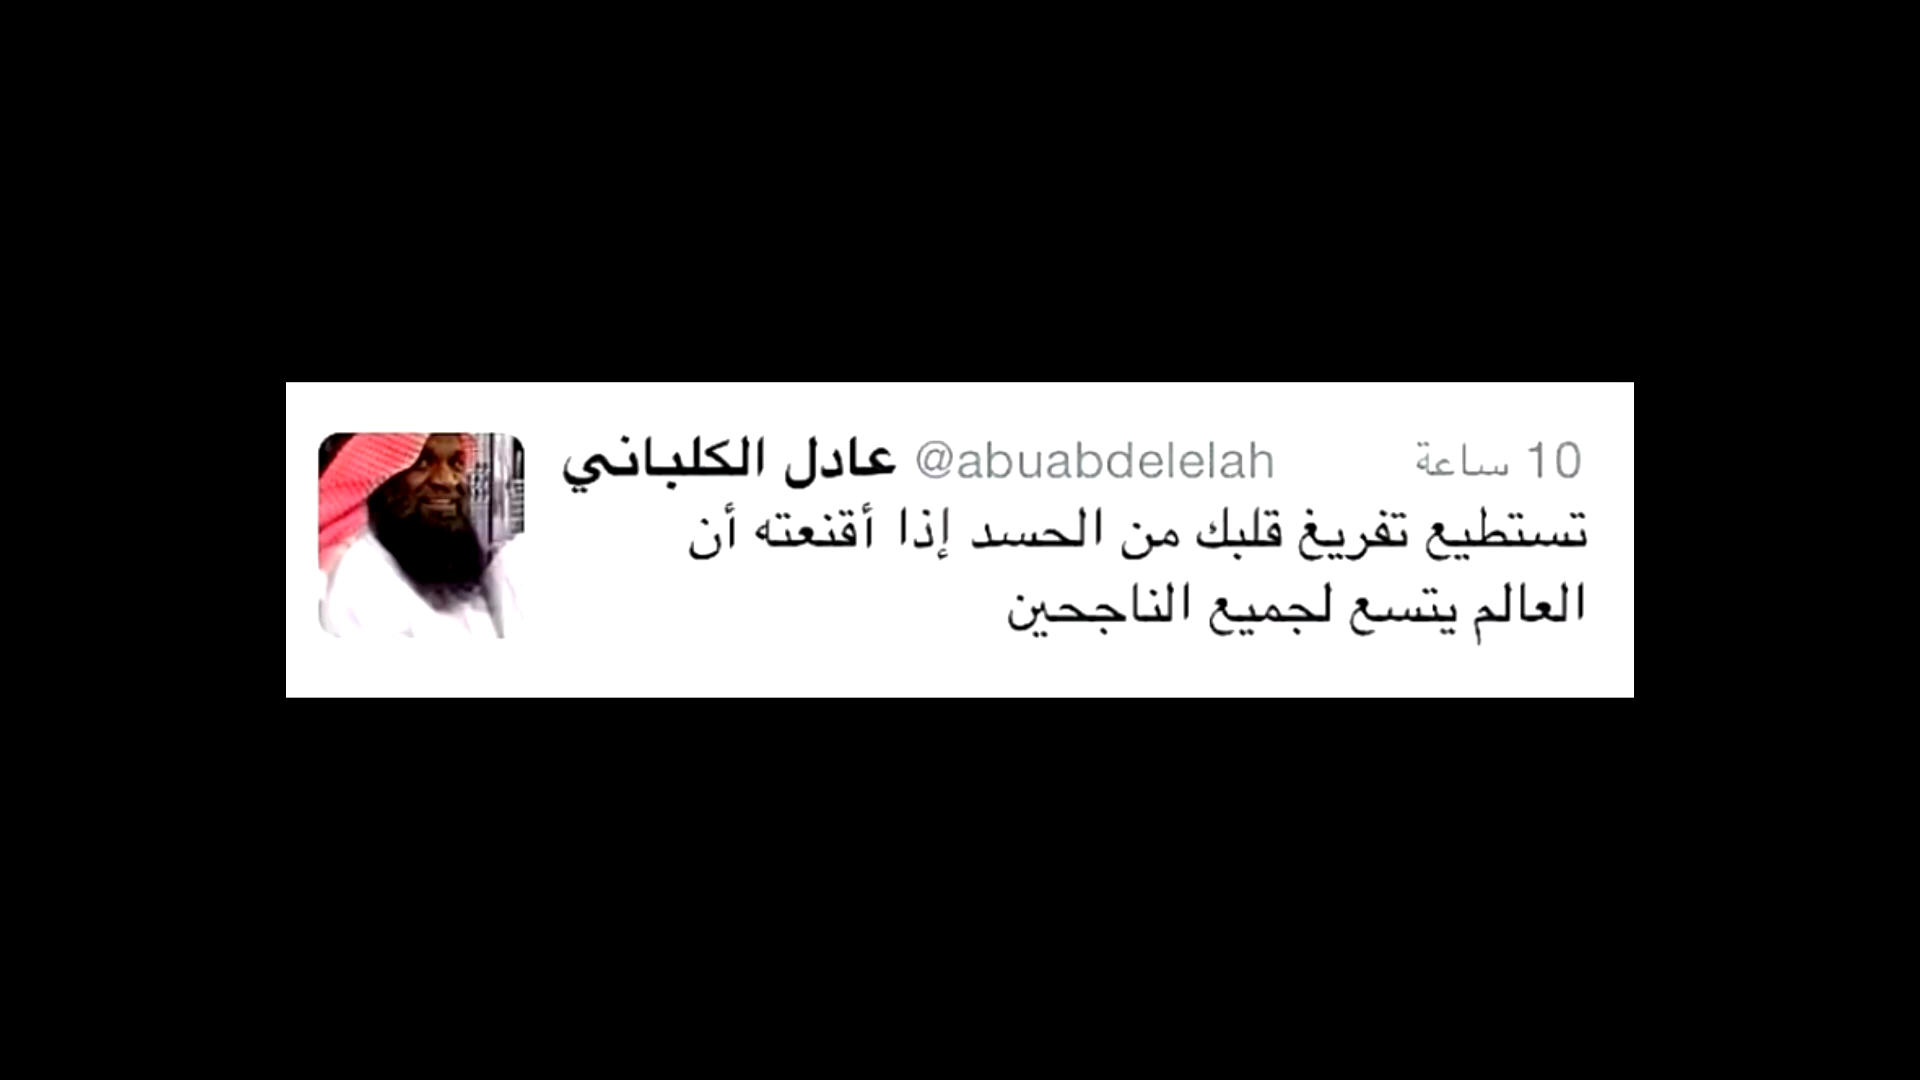 عادل الكلباني @abuabdelelah 10 ساعة
تستطيع تفريغ قلبك من الحسد إذا أقنعته أن
العالم يتسع لجميع الناجحين